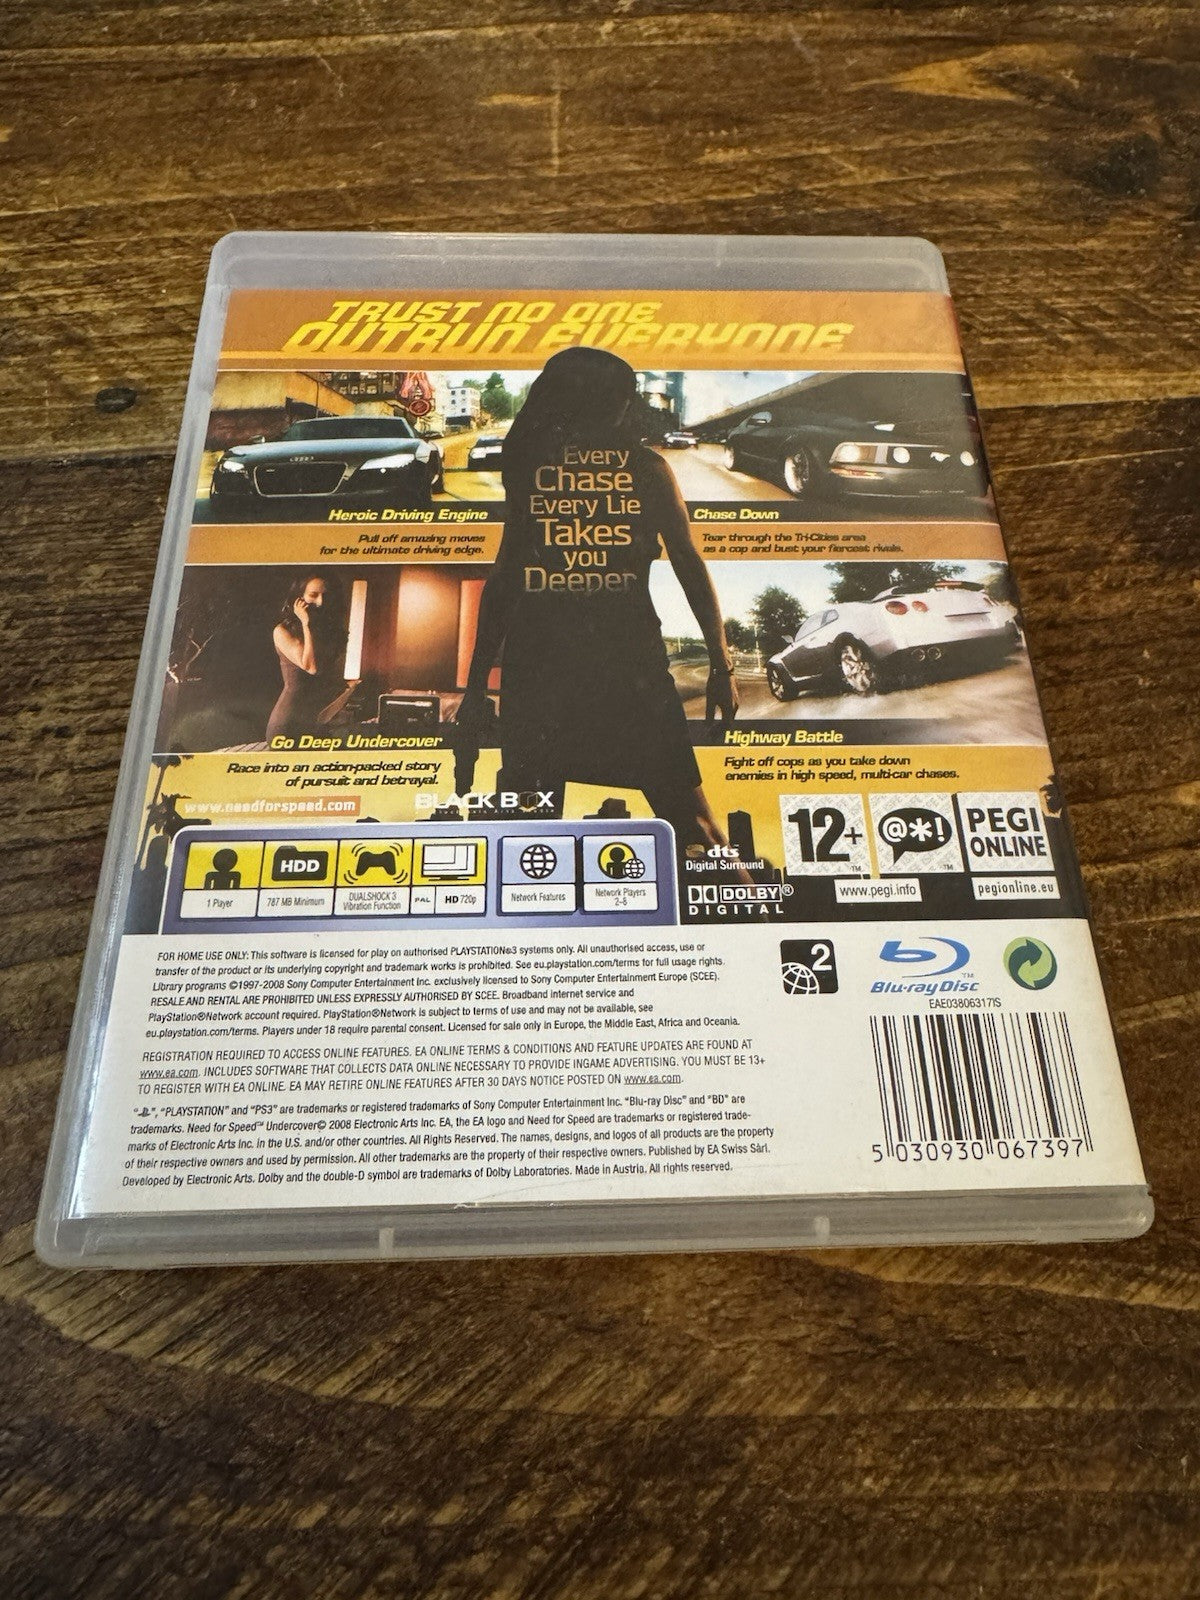 TRUST NO ONE
OUTRUN EVERYONE
Every
Chase
Every Lie
Takes
you
Deeper
Heroic Driving Engine
Pull off amazing moves
for the ultimate driving edge.
Chase Down
Tear through the Tri-Cities area
as a cop and bust your fiercest rivals.
Go Deep Undercover
Race into an action-packed story
of pursuit and betrayal.
Highway Battle
Fight off cops as you take down
enemies in high speed, multi-car chases.
www.needforspeed.com
BLACK BOX
1 Player
HDD
787 MB Minimum
DUALSHOCK 3
Vibration Function
PAL
HD 720p
Network Features
Network Players
2-8
dts
Digital Surround
DOLBY®
DIGITAL
12+
™
@*!
™
www.pegi.info
PEGI
ONLINE
pegionline.eu
FOR HOME USE ONLY: This software is licensed for play on authorised PLAYSTATION®3 systems only. All unauthorised access, use or
transfer of the product or its underlying copyright and trademark works is prohibited. See eu.playstation.com/terms for full usage rights.
Library programs ©1997-2008 Sony Computer Entertainment Inc. exclusively licensed to Sony Computer Entertainment Europe (SCEE).
RESALE AND RENTAL ARE PROHIBITED UNLESS EXPRESSLY AUTHORISED BY SCEE. Broadband internet service and
PlayStation®Network account required. PlayStation®Network is subject to terms of use and may not be available, see
eu.playstation.com/terms. Players under 18 require parental consent. Licensed for sale only in Europe, the Middle East, Africa and Oceania.
REGISTRATION REQUIRED TO ACCESS ONLINE FEATURES. EA ONLINE TERMS & CONDITIONS AND FEATURE UPDATES ARE FOUND AT
www.ea.com. INCLUDES SOFTWARE THAT COLLECTS DATA ONLINE NECESSARY TO PROVIDE INGAME ADVERTISING. YOU MUST BE 13+
TO REGISTER WITH EA ONLINE. EA MAY RETIRE ONLINE FEATURES AFTER 30 DAYS NOTICE POSTED ON www.ea.com.
" ", "PLAYSTATION" and "PS3" are trademarks or registered trademarks of Sony Computer Entertainment Inc. "Blu-ray Disc" and "BD" are
trademarks. Need for Speed™ Undercover© 2008 Electronic Arts Inc. EA, the EA logo and Need for Speed are trademarks or registered trade-
marks of Electronic Arts Inc. in the U.S. and/or other countries. All Rights Reserved. The names, designs, and logos of all products are the property
of their respective owners and used by permission. All other trademarks are the property of their respective owners. Published by EA Swiss Sàrl.
Developed by Electronic Arts. Dolby and the double-D symbol are trademarks of Dolby Laboratories. Made in Austria. All rights reserved.
2
Blu-ray Disc™
EAE03806317IS
5 030930 067397